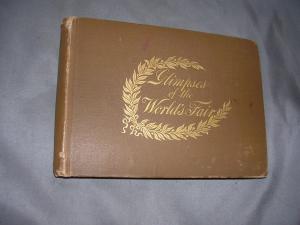 Glimpses
of the
World's Fair